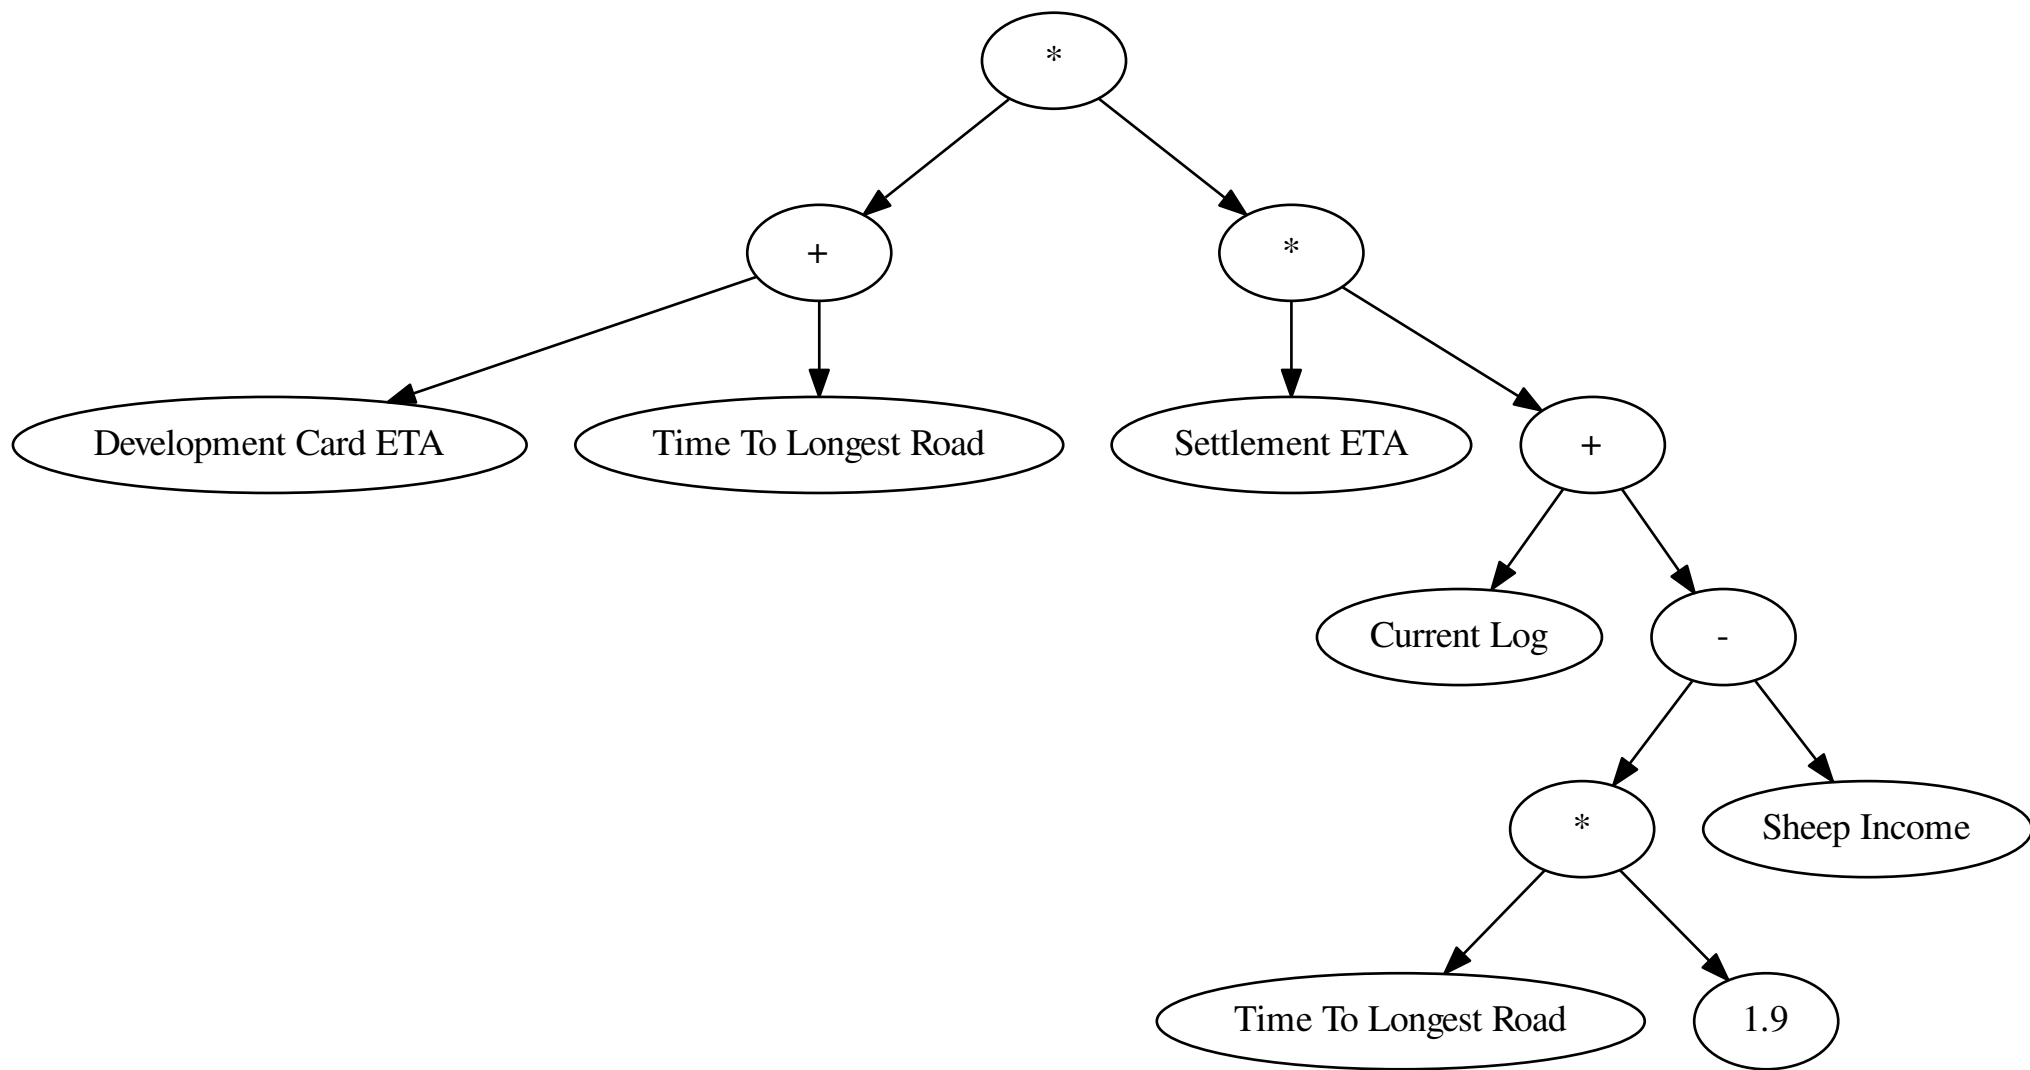 *
+
*
Development Card ETA
Time To Longest Road
Settlement ETA
+
Current Log
-
*
Sheep Income
Time To Longest Road
1.9